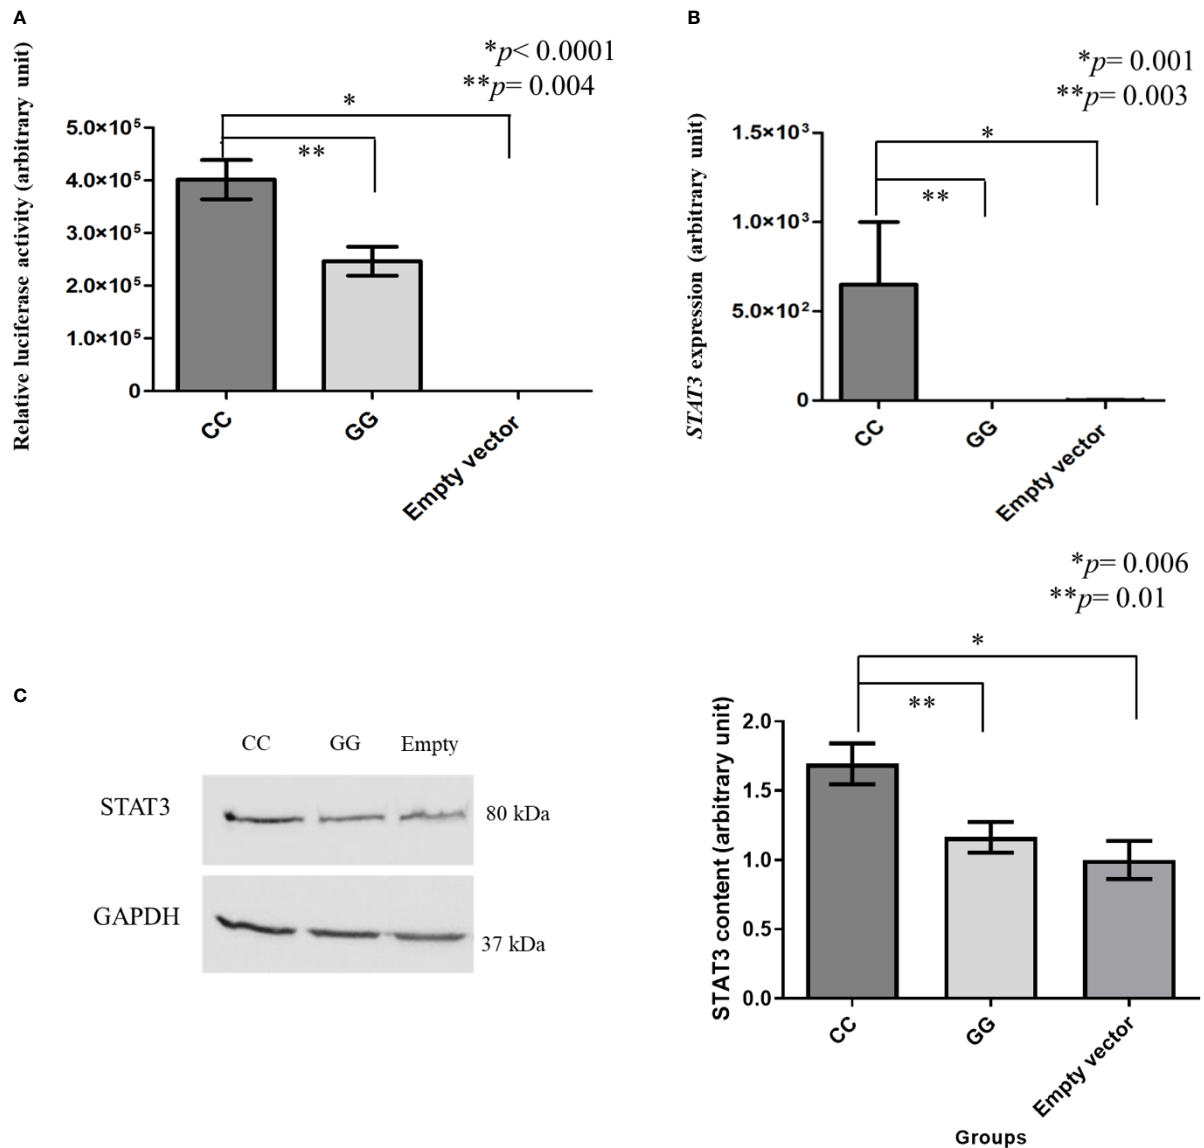 A
*p< 0.0001
**p= 0.004
Relative luciferase activity (arbitrary unit)
*
**
5.0×10⁵
4.0×10⁵
3.0×10⁵
2.0×10⁵
1.0×10⁵
0
CC
GG
Empty vector
B
*p= 0.001
**p= 0.003
STAT3 expression (arbitrary unit)
*
**
1.5×10³
1.0×10³
5.0×10²
0
CC
GG
Empty vector
C
CC GG Empty
STAT3 80 kDa
GAPDH 37 kDa
*p= 0.006
**p= 0.01
STAT3 content (arbitrary unit)
*
**
2.0
1.5
1.0
0.5
0.0
CC
GG
Empty vector
Groups